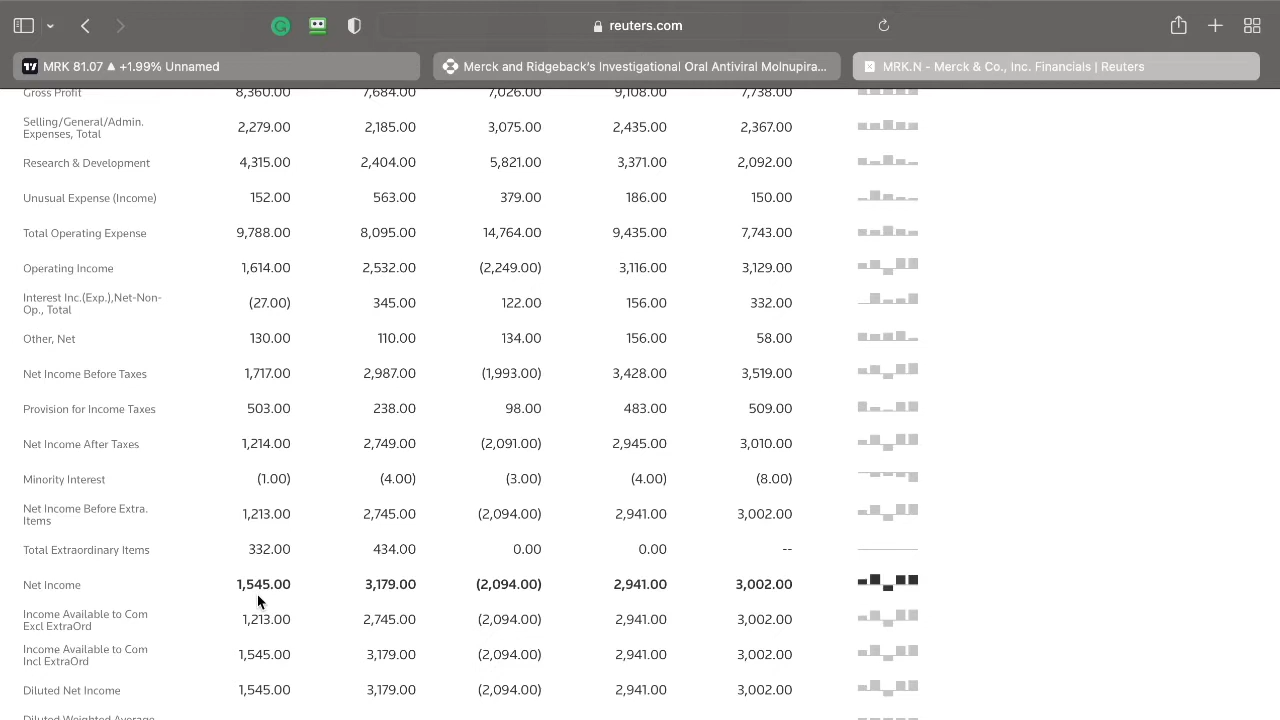 reuters.com
MRK 81.07 ▲ +1.99% Unnamed
Merck and Ridgeback's Investigational Oral Antiviral Molnupira...
MRK.N - Merck & Co., Inc. Financials | Reuters
Gross Profit 8,360.00 7,684.00 7,026.00 9,108.00 7,738.00
Selling/General/Admin.
Expenses, Total 2,279.00 2,185.00 3,075.00 2,435.00 2,367.00
Research & Development 4,315.00 2,404.00 5,821.00 3,371.00 2,092.00
Unusual Expense (Income) 152.00 563.00 379.00 186.00 150.00
Total Operating Expense 9,788.00 8,095.00 14,764.00 9,435.00 7,743.00
Operating Income 1,614.00 2,532.00 (2,249.00) 3,116.00 3,129.00
Interest Inc.(Exp.),Net-Non-
Op., Total (27.00) 345.00 122.00 156.00 332.00
Other, Net 130.00 110.00 134.00 156.00 58.00
Net Income Before Taxes 1,717.00 2,987.00 (1,993.00) 3,428.00 3,519.00
Provision for Income Taxes 503.00 238.00 98.00 483.00 509.00
Net Income After Taxes 1,214.00 2,749.00 (2,091.00) 2,945.00 3,010.00
Minority Interest (1.00) (4.00) (3.00) (4.00) (8.00)
Net Income Before Extra.
Items 1,213.00 2,745.00 (2,094.00) 2,941.00 3,002.00
Total Extraordinary Items 332.00 434.00 0.00 0.00 --
Net Income 1,545.00 3,179.00 (2,094.00) 2,941.00 3,002.00
Income Available to Com
Excl ExtraOrd 1,213.00 2,745.00 (2,094.00) 2,941.00 3,002.00
Income Available to Com
Incl ExtraOrd 1,545.00 3,179.00 (2,094.00) 2,941.00 3,002.00
Diluted Net Income 1,545.00 3,179.00 (2,094.00) 2,941.00 3,002.00
Diluted Weighted Average